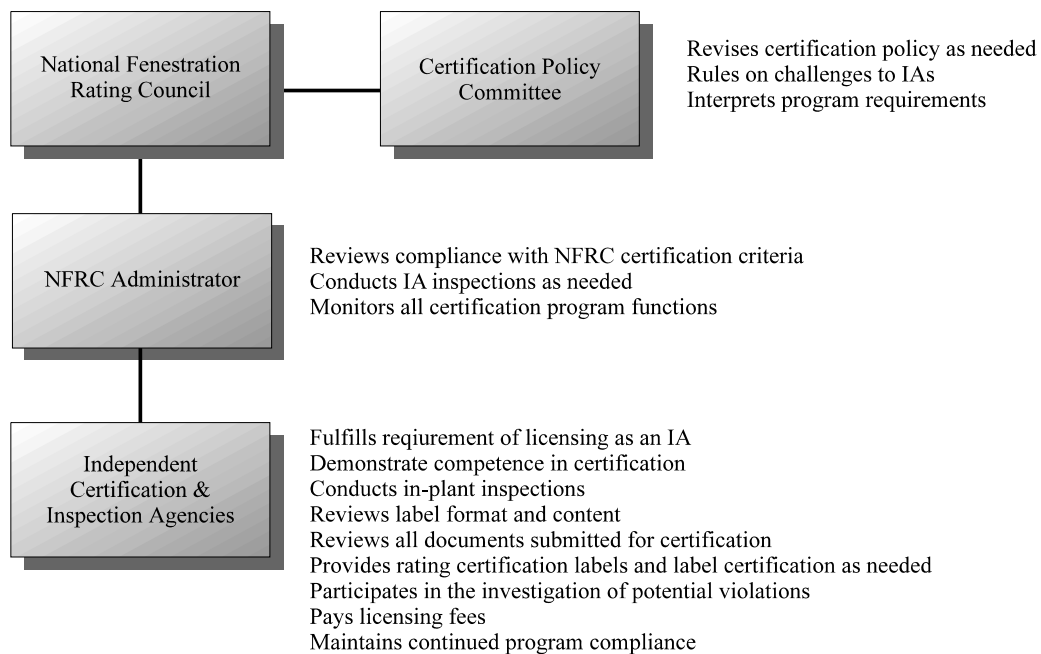 National Fenestration
Rating Council
Certification Policy
Committee
Revises certification policy as needed
Rules on challenges to IAs
Interprets program requirements
NFRC Administrator
Reviews compliance with NFRC certification criteria
Conducts IA inspections as needed
Monitors all certification program functions
Independent
Certification &
Inspection Agencies
Fulfills reqiurement of licensing as an IA
Demonstrate competence in certification
Conducts in-plant inspections
Reviews label format and content
Reviews all documents submitted for certification
Provides rating certification labels and label certification as needed
Participates in the investigation of potential violations
Pays licensing fees
Maintains continued program compliance